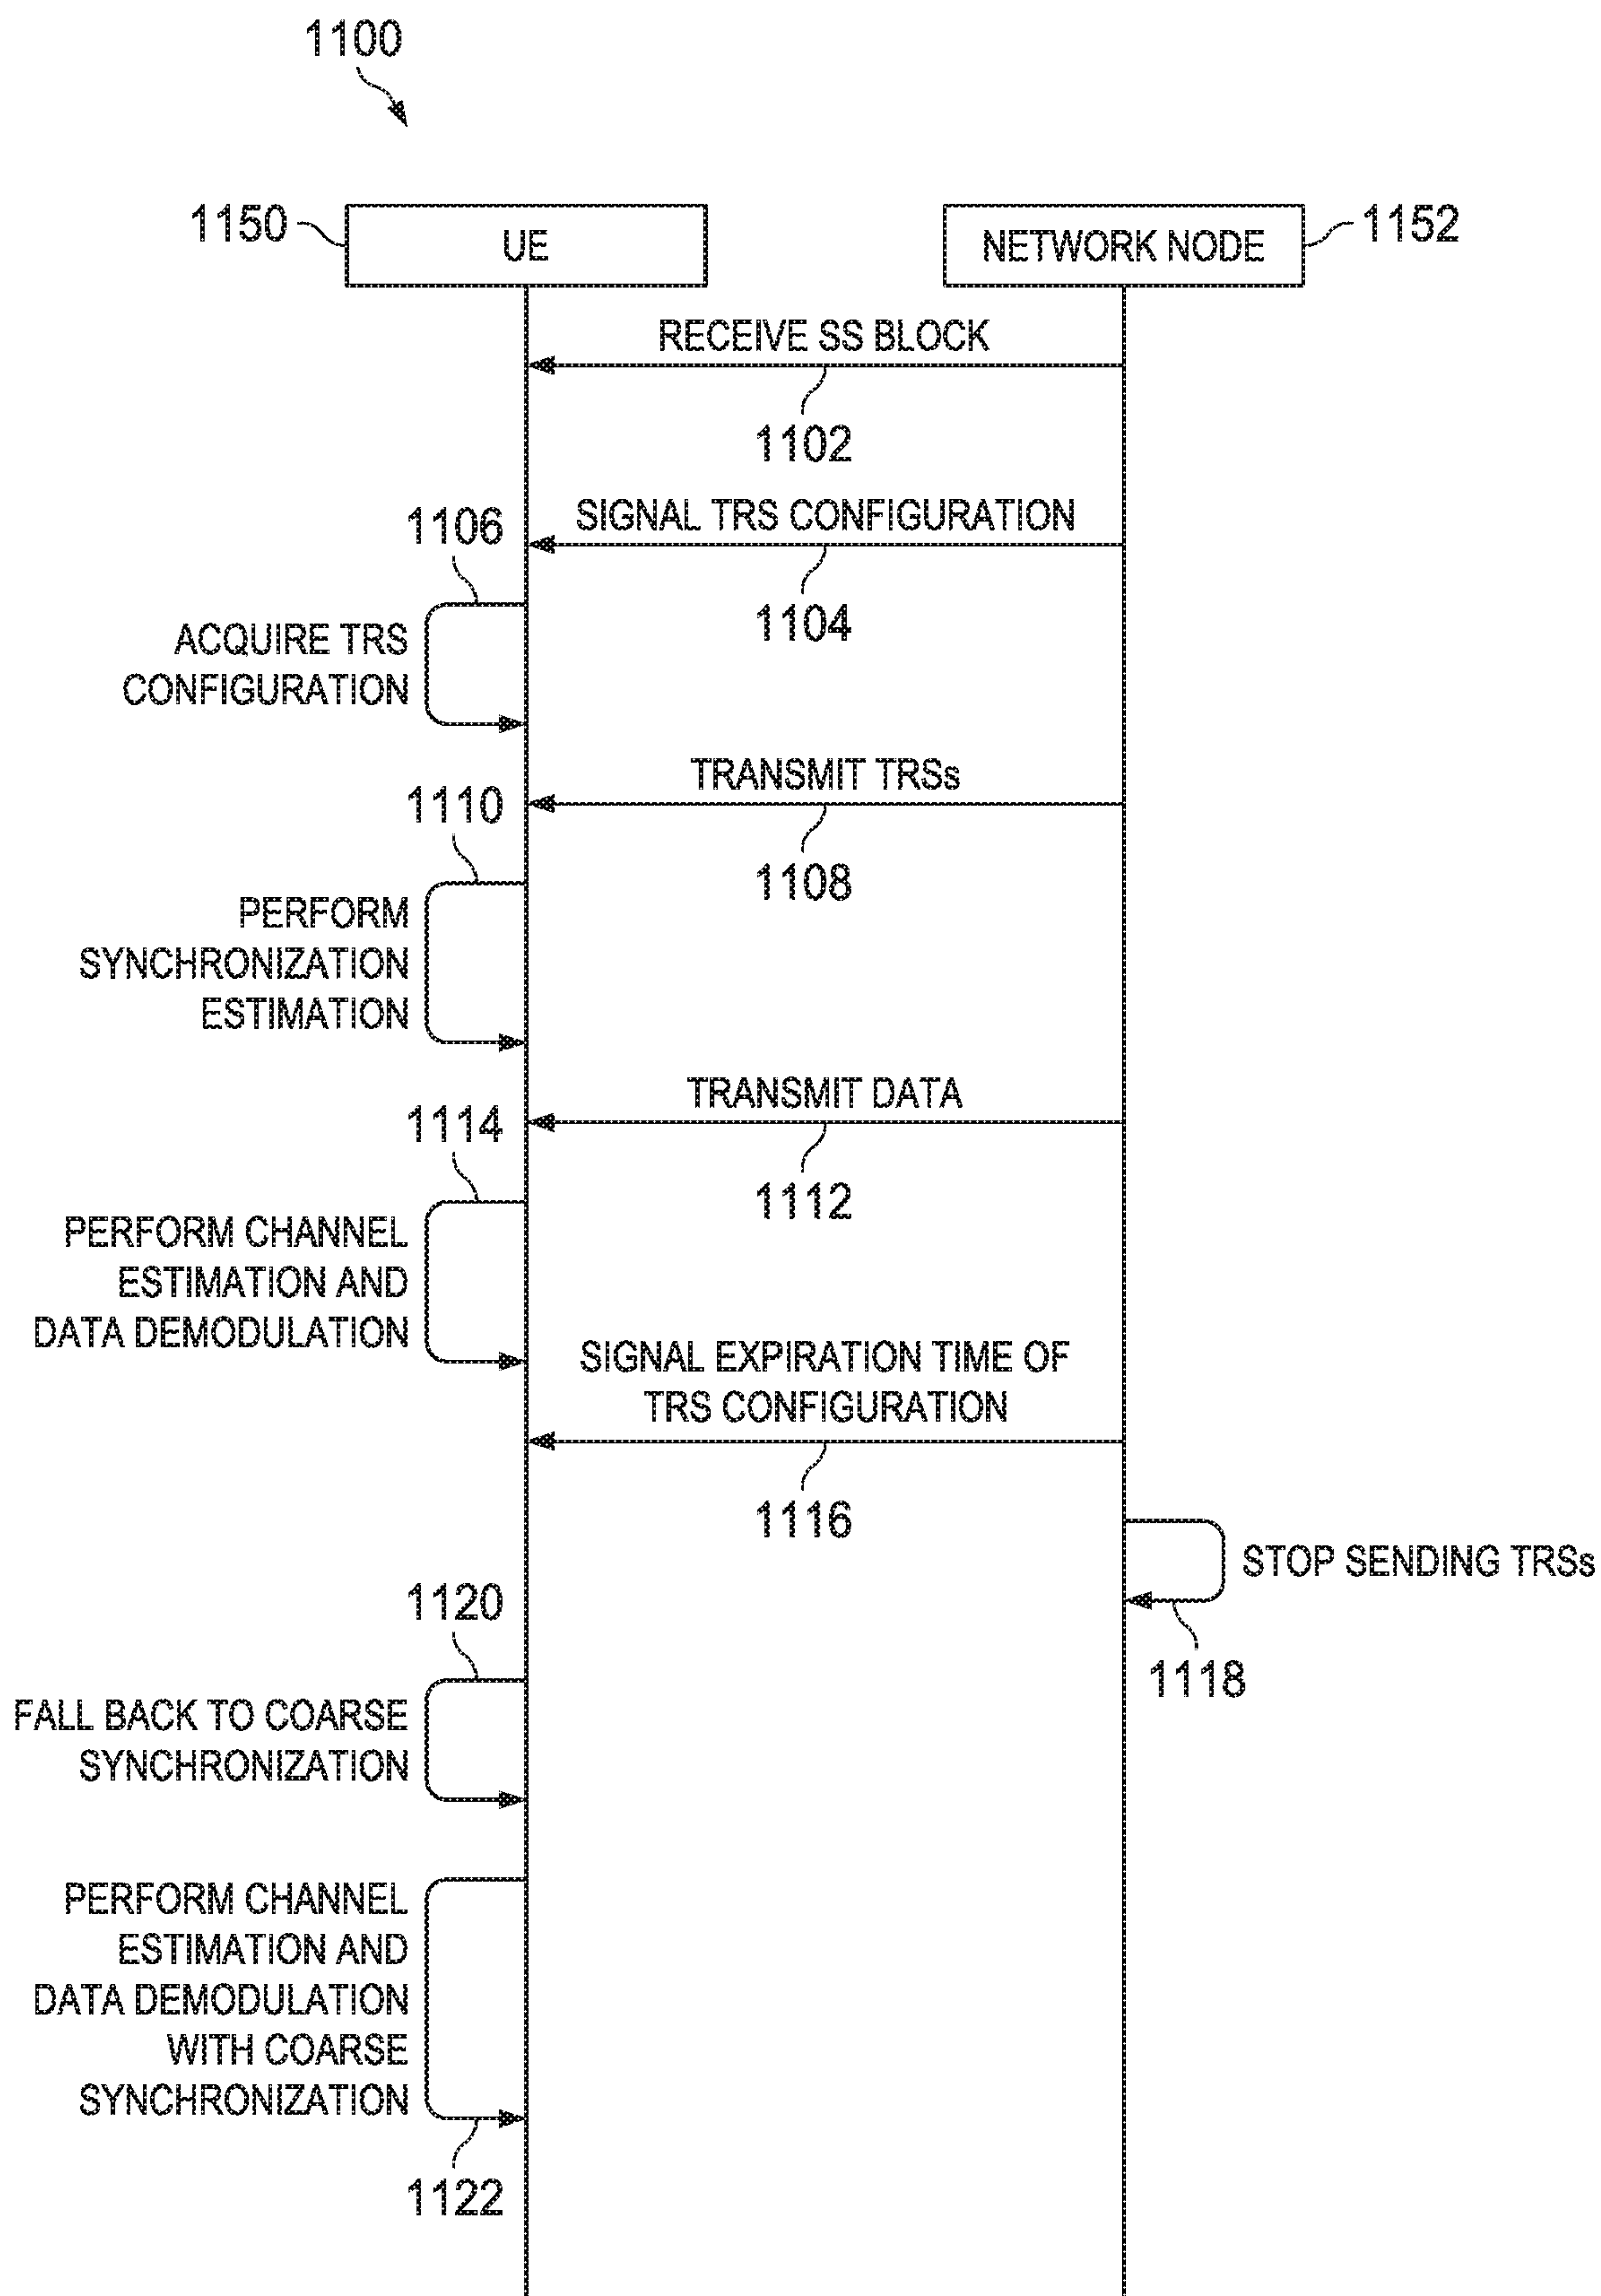 1100
1150
UE
NETWORK NODE
1152
RECEIVE SS BLOCK
1102
SIGNAL TRS CONFIGURATION
1104
1106
ACQUIRE TRS
CONFIGURATION
TRANSMIT TRSs
1108
1110
PERFORM
SYNCHRONIZATION
ESTIMATION
TRANSMIT DATA
1112
1114
PERFORM CHANNEL
ESTIMATION AND
DATA DEMODULATION
SIGNAL EXPIRATION TIME OF
TRS CONFIGURATION
1116
STOP SENDING TRSs
1118
1120
FALL BACK TO COARSE
SYNCHRONIZATION
PERFORM CHANNEL
ESTIMATION AND
DATA DEMODULATION
WITH COARSE
SYNCHRONIZATION
1122